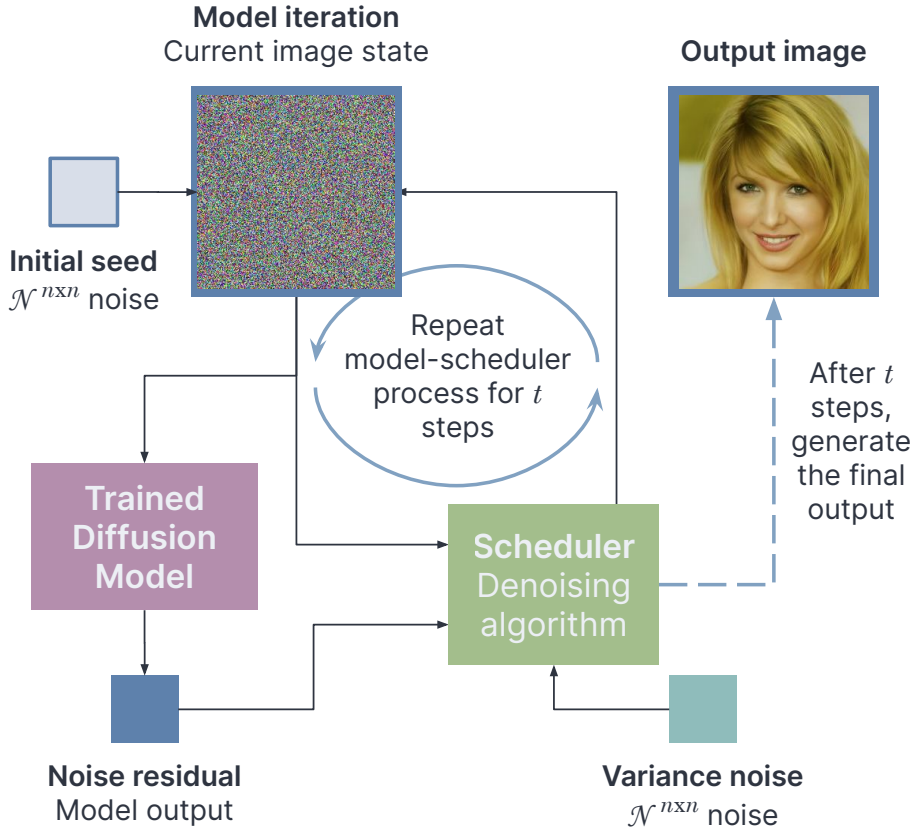 Model iteration
Current image state
Output image
Initial seed
𝒩 nxn noise
Repeat
model-scheduler
process for t
steps
After t
steps,
generate
the final
output
Trained
Diffusion
Model
Scheduler
Denoising
algorithm
Noise residual
Model output
Variance noise
𝒩 nxn noise